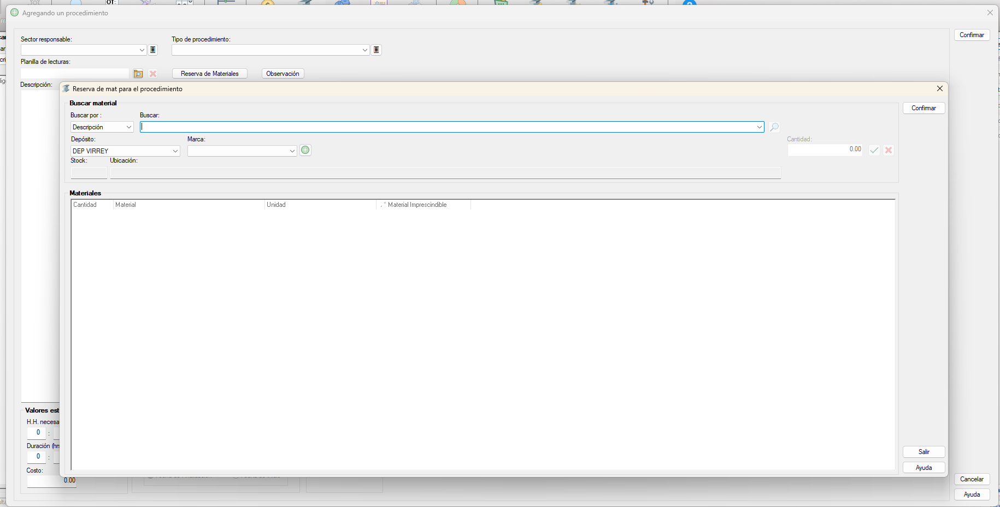 OT:
Agregando un procedimiento
Sector responsable:
Tipo de procedimiento:
Confirmar
Planilla de lecturas:
Reserva de Materiales
Observación
Descripción:
Reserva de mat para el procedimiento
Buscar material
Confirmar
Buscar por :
Buscar:
Descripción
Depósito:
Marca:
Cantidad:
DEP VIRREY
0.00
Stock:
Ubicación:
Materiales
Cantidad
Material
Unidad
Material Imprescindible
Valores est
H.H. necesa
0 :
Duración (hrs
0 :
Costo:
0.00
Salir
Ayuda
Cancelar
Ayuda